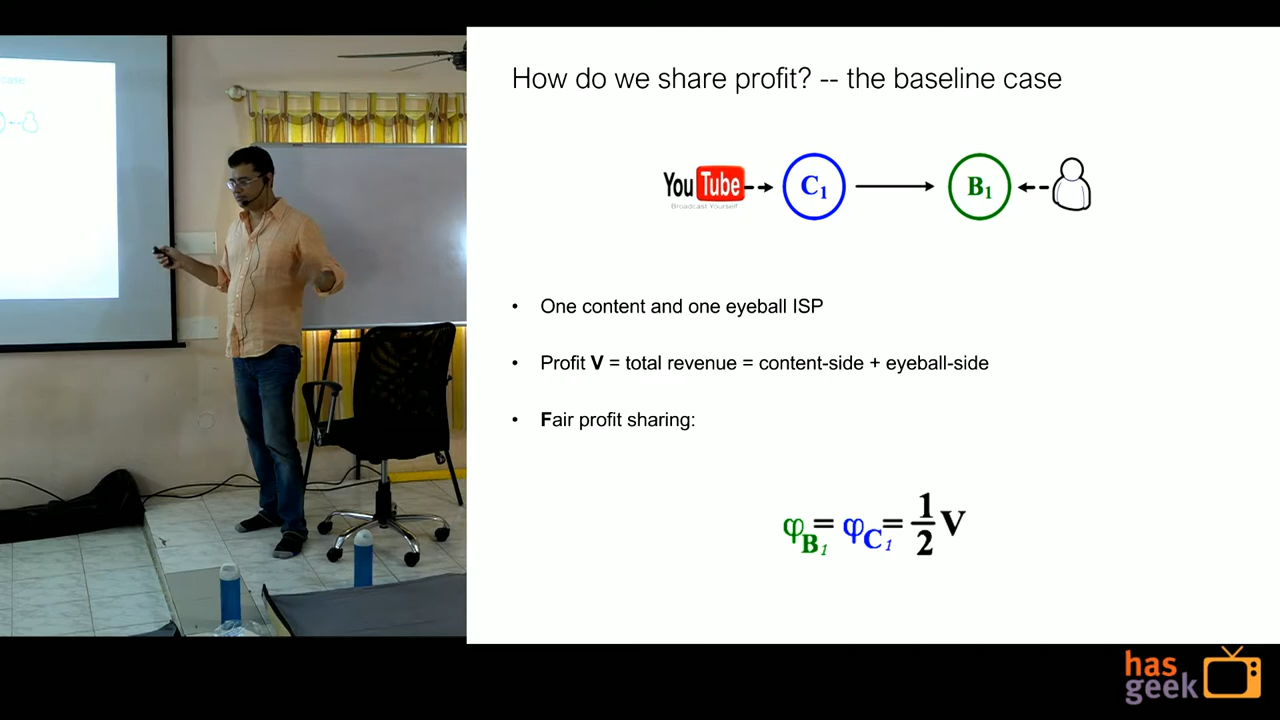 How do we share profit? -- the baseline case
YouTube
Broadcast Yourself
C1
B1
• One content and one eyeball ISP
• Profit V = total revenue = content-side + eyeball-side
• Fair profit sharing:
φB1 = φC1 = 1/2 V
has
geek